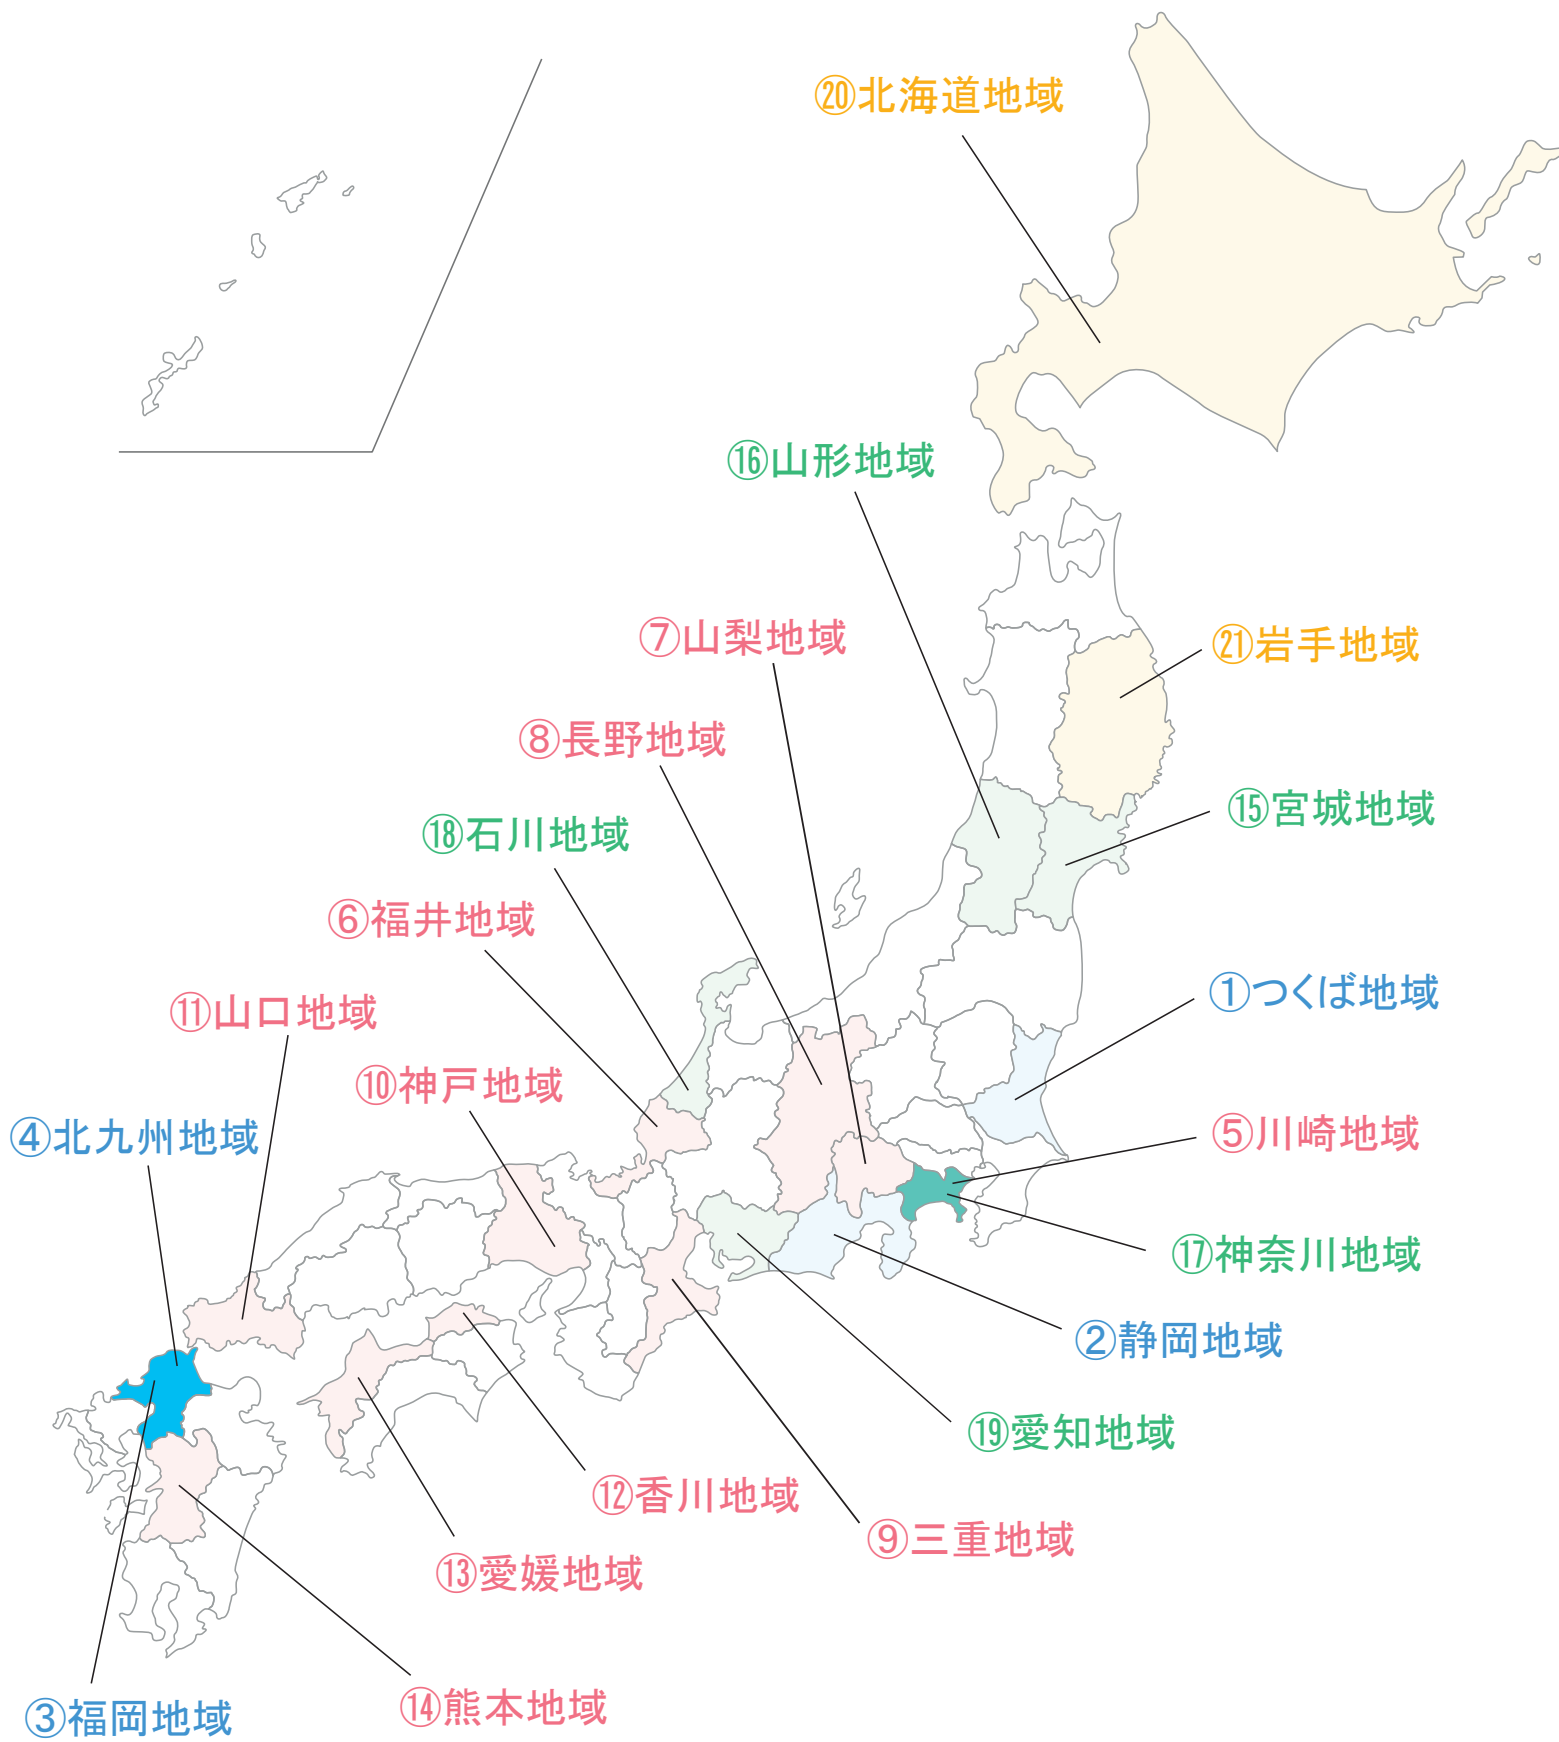 ⑳北海道地域
⑯山形地域
⑦山梨地域
㉑岩手地域
⑧長野地域
⑮宮城地域
⑱石川地域
⑥福井地域
①つくば地域
⑪山口地域
⑩神戸地域
④北九州地域
⑤川崎地域
⑰神奈川地域
②静岡地域
⑲愛知地域
⑫香川地域
⑨三重地域
⑬愛媛地域
⑭熊本地域
③福岡地域